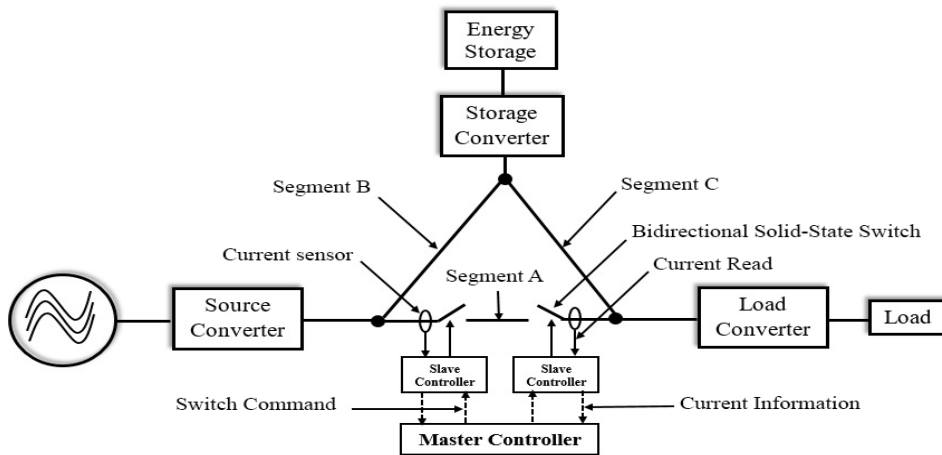 Energy
Storage
Storage
Converter
Segment B
Segment C
Bidirectional Solid-State Switch
Current sensor
Segment A
Current Read
Source
Converter
Load
Converter
Load
Slave
Controller
Slave
Controller
Switch Command
Current Information
Master Controller